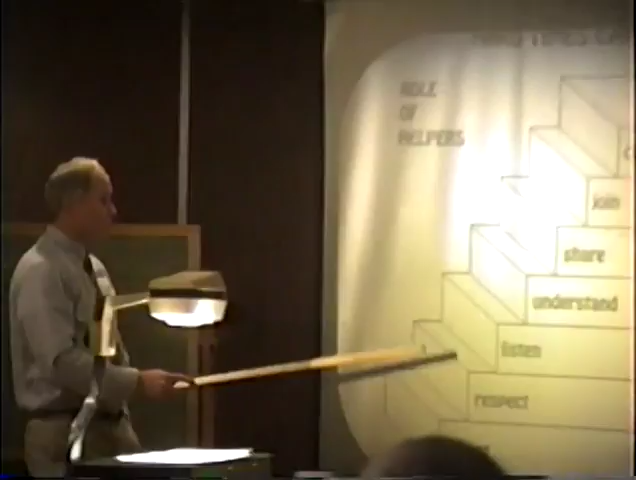 ROLE
OF
HELPERS
join
share
understand
listen
respect